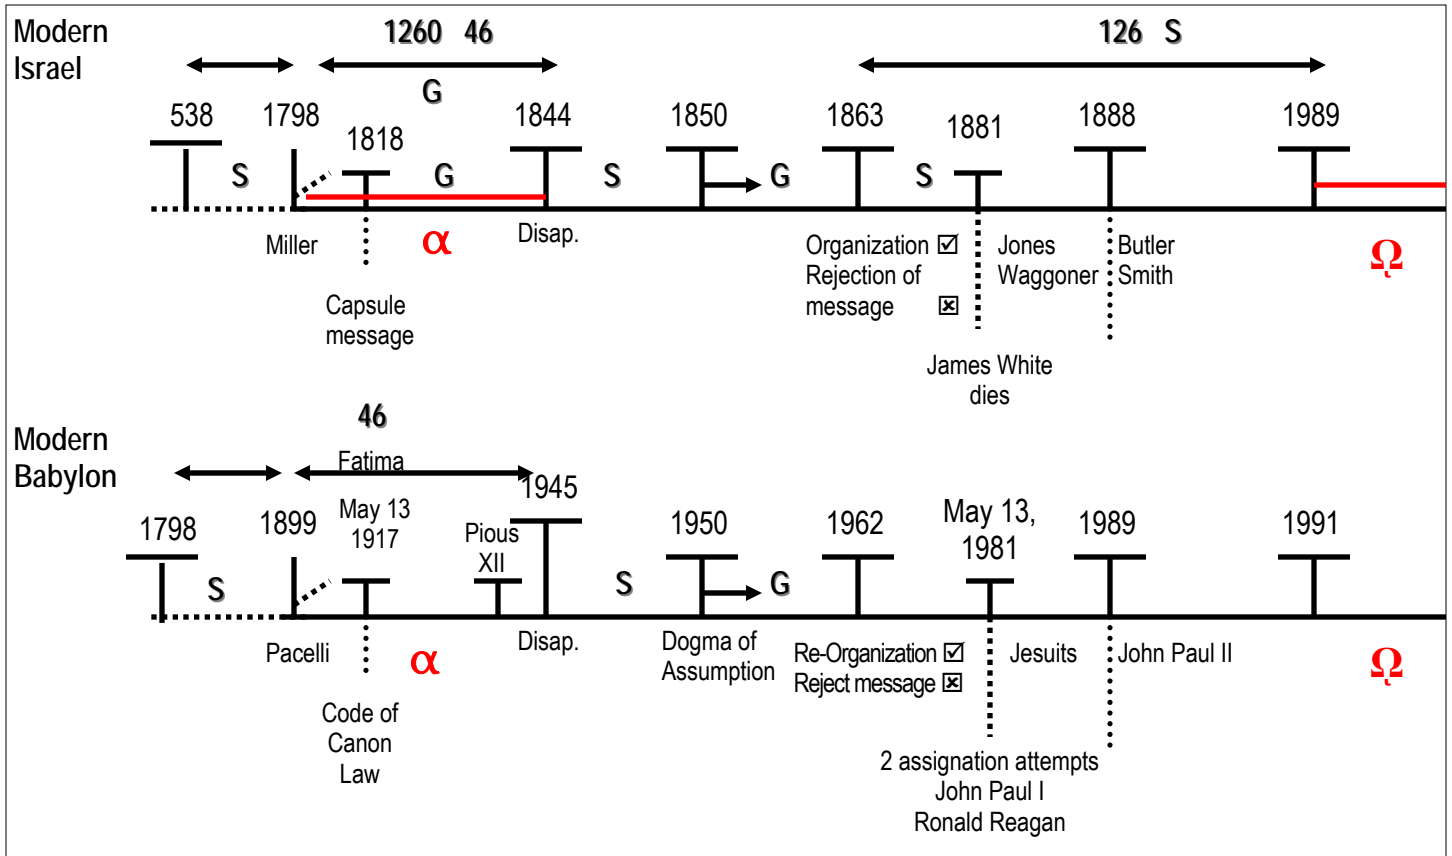 Modern
Israel
1260 46
126 S
G
538
1798
1818
1844
1850
1863
1881
1888
1989
S
G
S
G
S
Miller
α
Disap.
Organization ☑
Rejection of
message ☒
Jones
Waggoner
Butler
Smith
Ω
Capsule
message
James White
dies
Modern
Babylon
46
Fatima
1798
1899
May 13
1917
Pious
XII
1945
1950
1962
May 13,
1981
1989
1991
S
S
G
Pacelli
α
Disap.
Dogma of
Assumption
Re-Organization ☑
Reject message ☒
Jesuits
John Paul II
Ω
Code of
Canon
Law
2 assignation attempts
John Paul I
Ronald Reagan